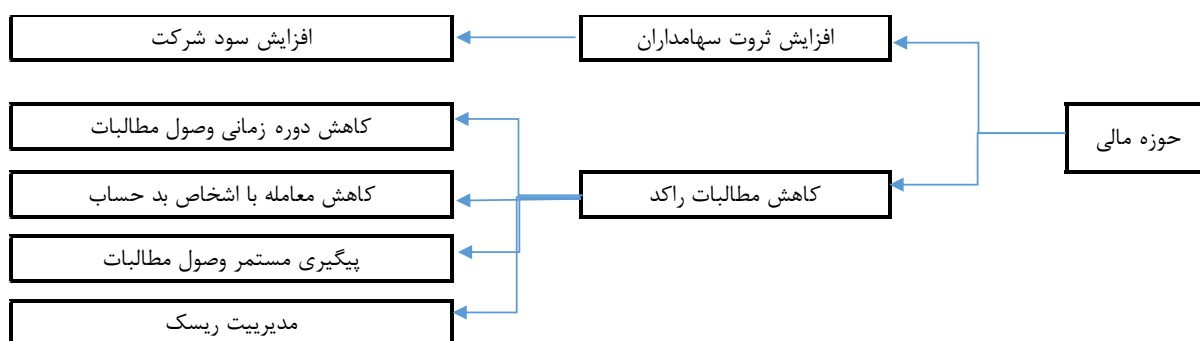 حوزه مالی
افزایش ثروت سهامداران
افزایش سود شرکت
کاهش مطالبات راکد
کاهش دوره زمانی وصول مطالبات
کاهش معامله با اشخاص بد حساب
پیگیری مستمر وصول مطالبات
مدیرییت ریسک